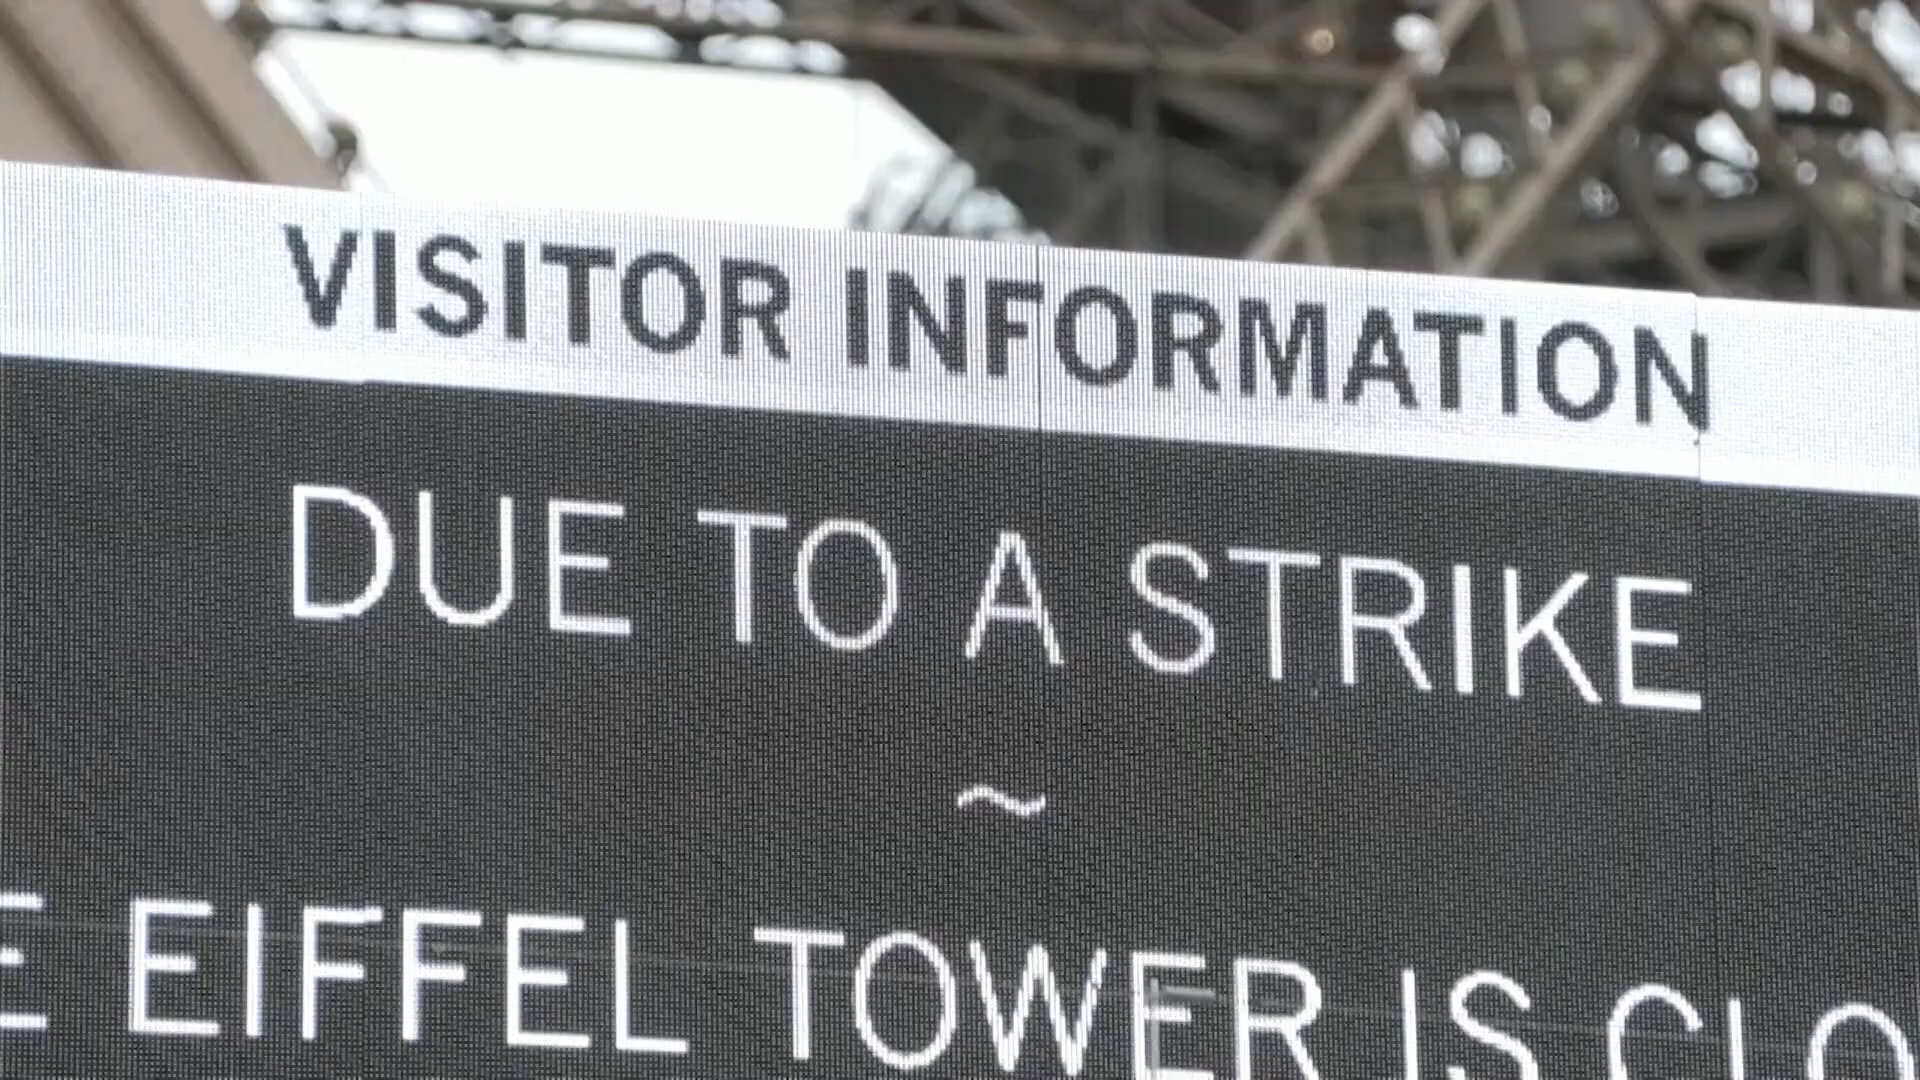 VISITOR INFORMATION
DUE TO A STRIKE
~
EIFFEL TOWER IS